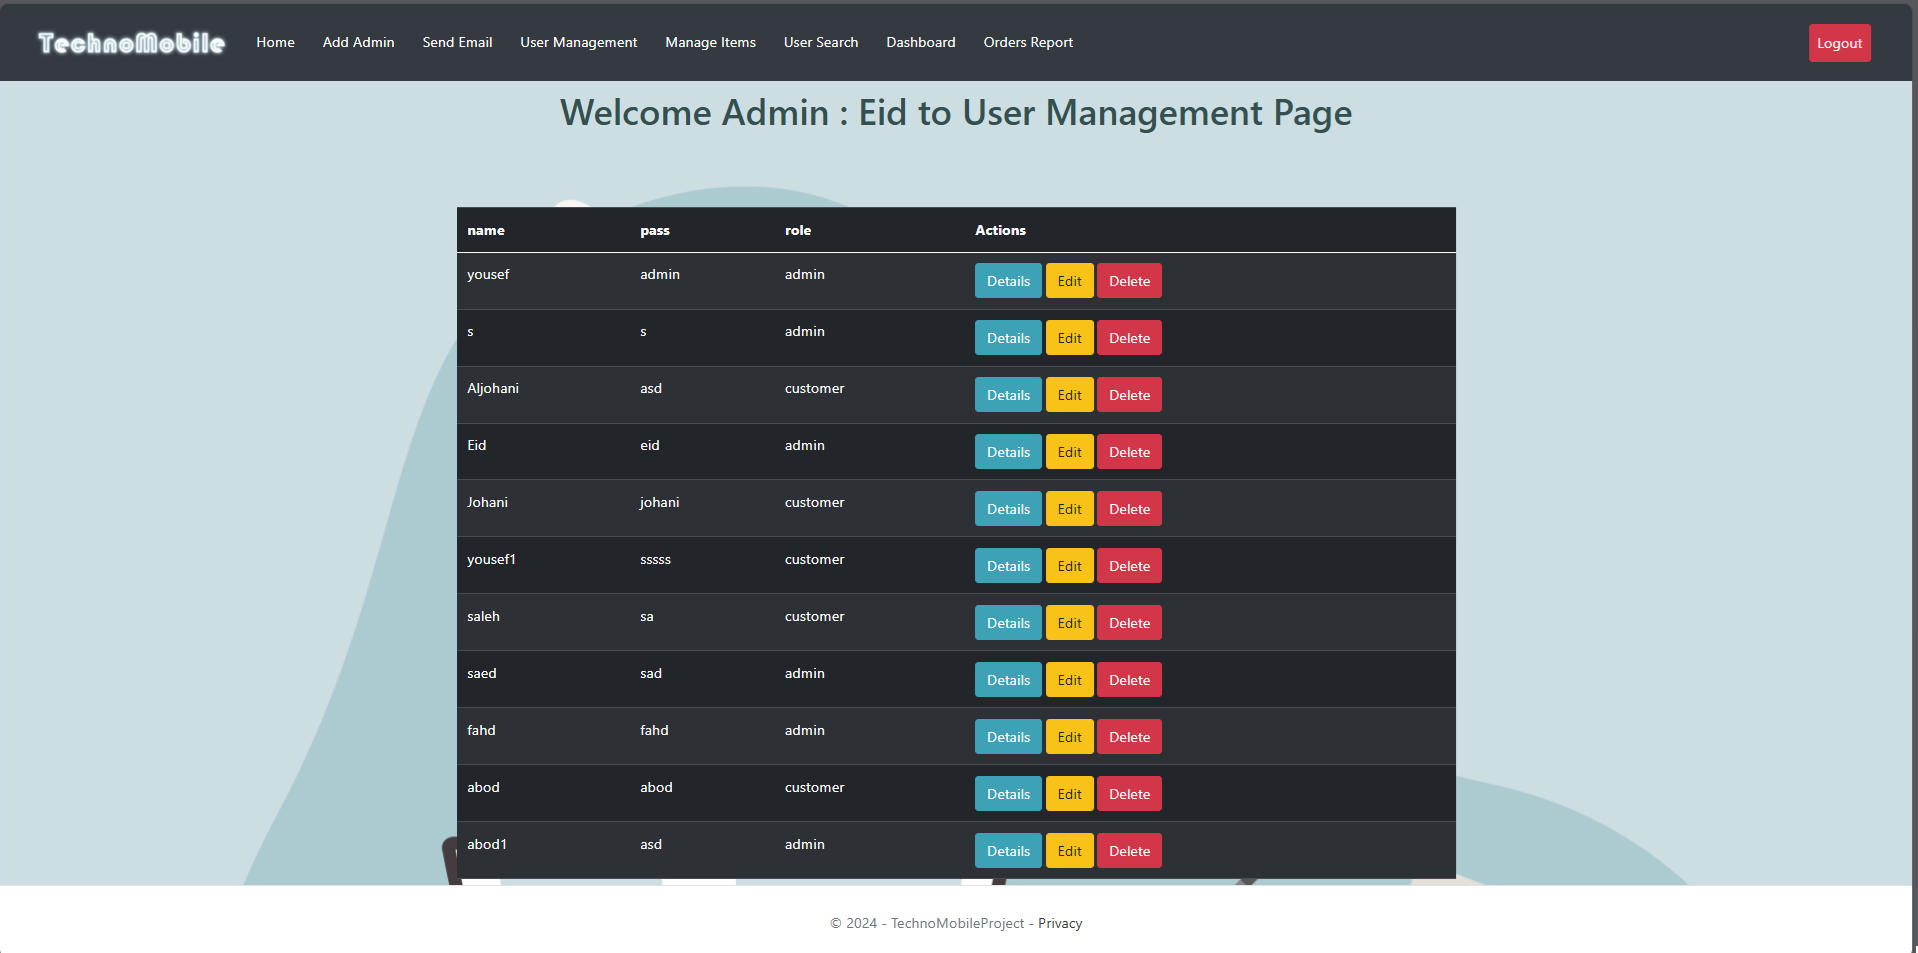 TechnoMobile Home Add Admin Send Email User Management Manage Items User Search Dashboard Orders Report Logout
Welcome Admin : Eid to User Management Page
name pass role Actions
yousef admin admin Details Edit Delete
s s admin Details Edit Delete
Aljohani asd customer Details Edit Delete
Eid eid admin Details Edit Delete
Johani johani customer Details Edit Delete
yousef1 sssss customer Details Edit Delete
saleh sa customer Details Edit Delete
saed sad admin Details Edit Delete
fahd fahd admin Details Edit Delete
abod abod customer Details Edit Delete
abod1 asd admin Details Edit Delete
© 2024 - TechnoMobileProject - Privacy